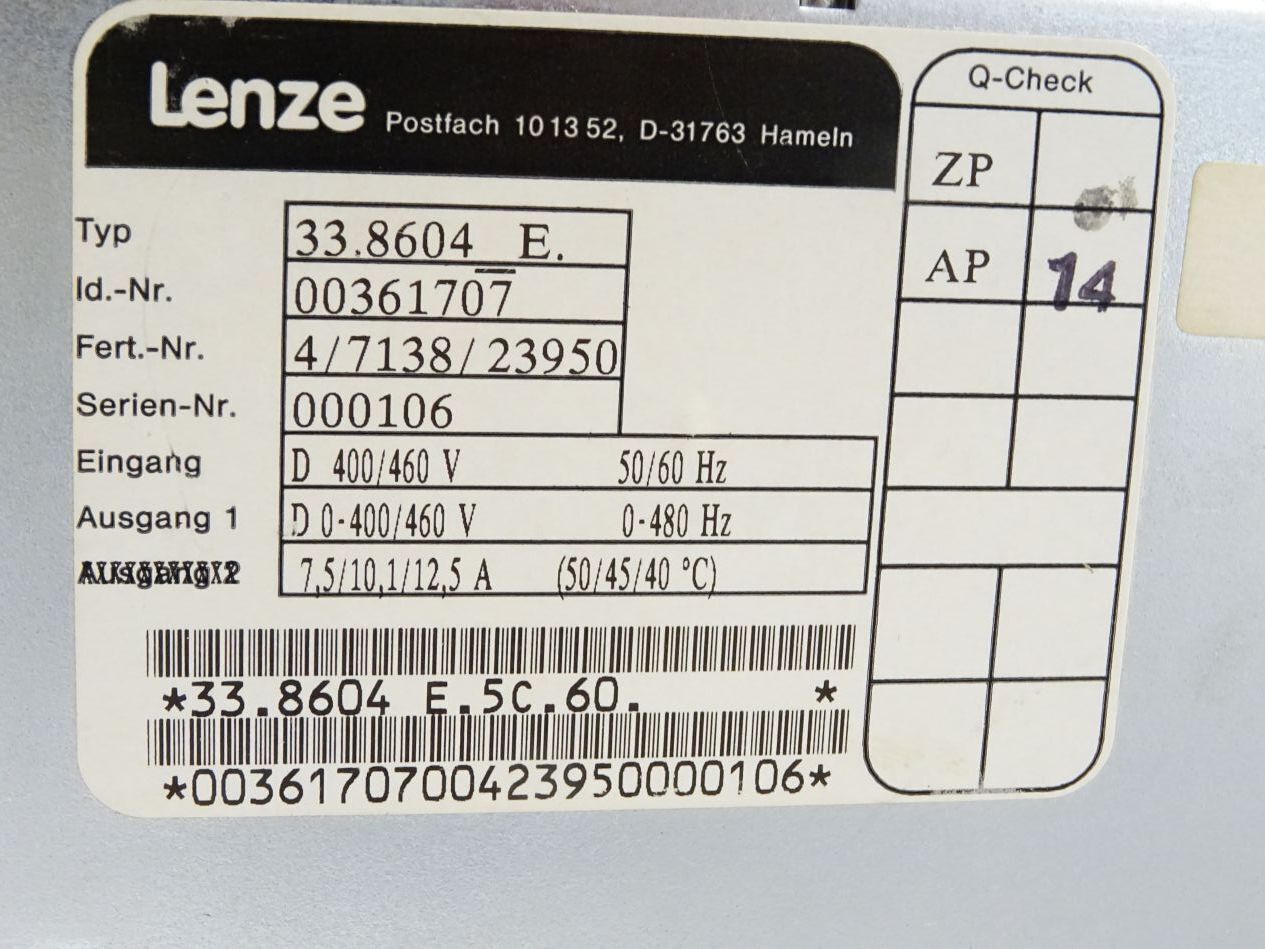 Lenze Postfach 10 13 52, D-31763 Hameln
Q-Check
ZP
AP 14
Typ 33.8604_E.
Id.-Nr. 00361707
Fert.-Nr. 4/7138/23950
Serien-Nr. 000106
Eingang D 400/460 V 50/60 Hz
Ausgang 1 D 0-400/460 V 0-480 Hz
7,5/10,1/12,5 A (50/45/40 °C)
*33.8604 E.5C.60. *
*0036170700423950000106*